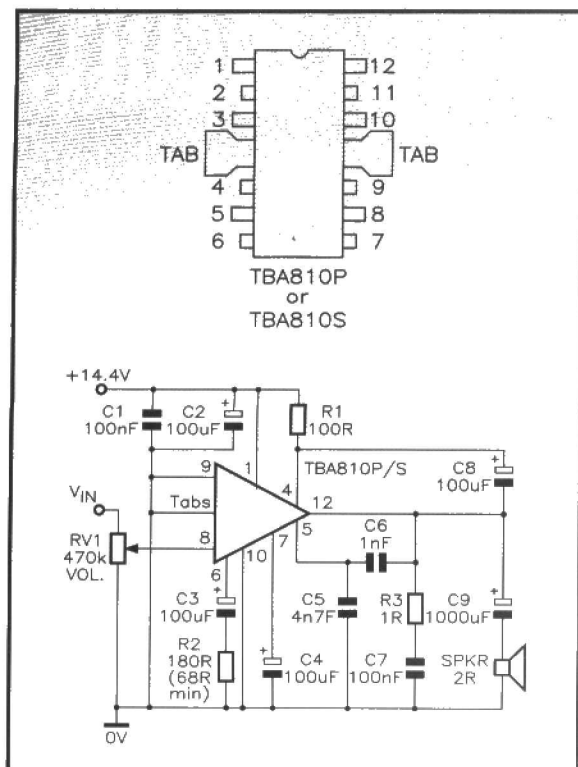 1 12
2 11
3 10
TAB TAB
4 9
5 8
6 7
TBA810P
or
TBA810S
+14.4V
C1
100nF
C2
100uF
+
R1
100R
TBA810P/S
C8
100uF
+
9
1
4
12
VIN
Tabs
5
C6
1nF
RV1
470k
VOL.
8
6
10
7
C3
100uF
+
C5
4n7F
R3
1R
C9
1000uF
+
R2
180R
(68R
min)
C4
100uF
+
C7
100nF
SPKR
2R
0V